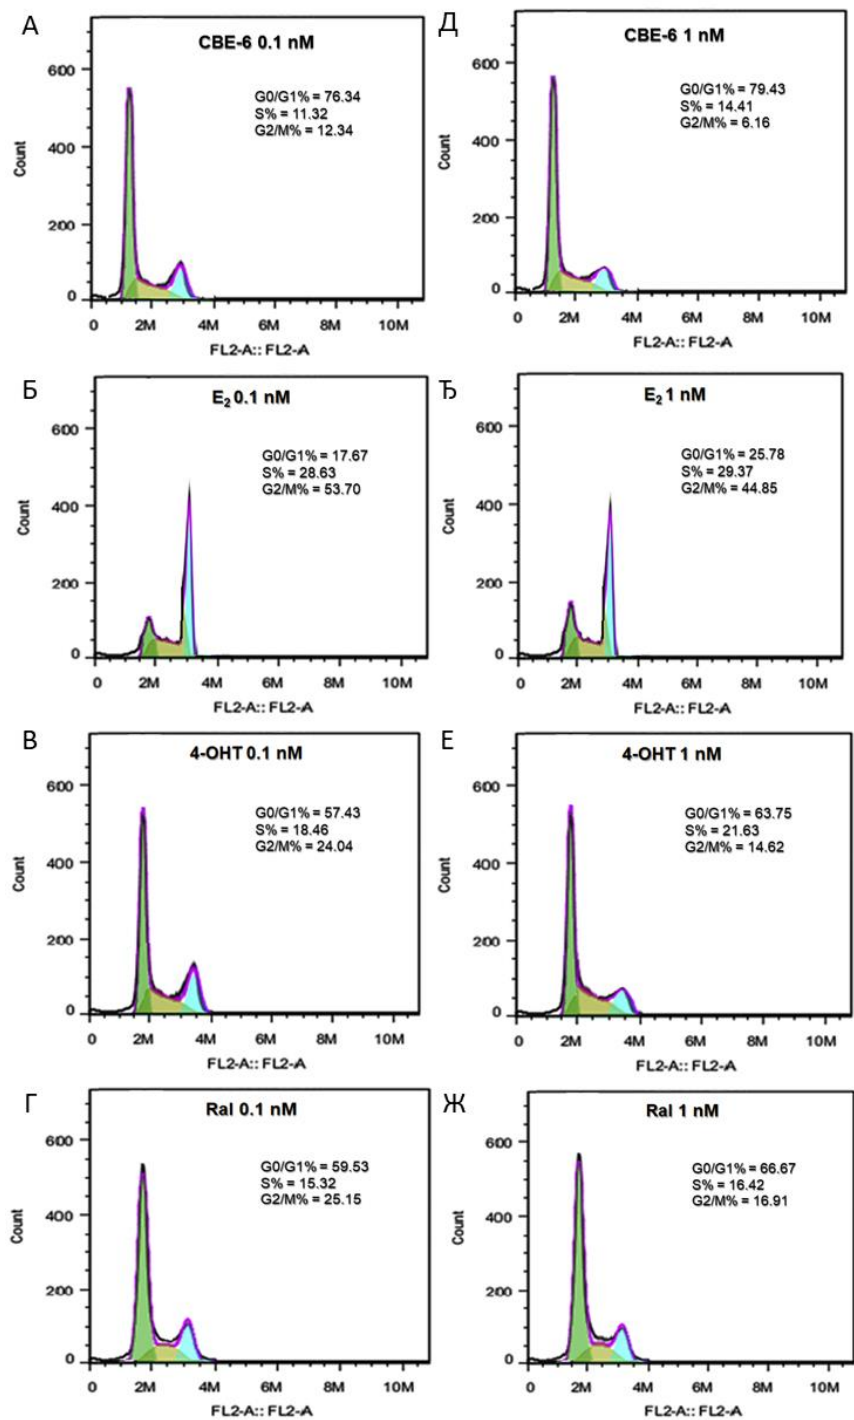 А
CBE-6 0.1 nM
G0/G1% = 76.34
S% = 11.32
G2/M% = 12.34
600
400
200
0
Count
0 2M 4M 6M 8M 10M
FL2-A:: FL2-A
Д
CBE-6 1 nM
G0/G1% = 79.43
S% = 14.41
G2/M% = 6.16
600
400
200
0
Count
0 2M 4M 6M 8M 10M
FL2-A:: FL2-A
Б
E₂ 0.1 nM
G0/G1% = 17.67
S% = 28.63
G2/M% = 53.70
600
400
200
0
Count
0 2M 4M 6M 8M 10M
FL2-A:: FL2-A
Ђ
E₂ 1 nM
G0/G1% = 25.78
S% = 29.37
G2/M% = 44.85
600
400
200
0
Count
0 2M 4M 6M 8M 10M
FL2-A:: FL2-A
В
4-OHT 0.1 nM
G0/G1% = 57.43
S% = 18.46
G2/M% = 24.04
600
400
200
0
Count
0 2M 4M 6M 8M 10M
FL2-A:: FL2-A
Е
4-OHT 1 nM
G0/G1% = 63.75
S% = 21.63
G2/M% = 14.62
600
400
200
0
Count
0 2M 4M 6M 8M 10M
FL2-A:: FL2-A
Г
Ral 0.1 nM
G0/G1% = 59.53
S% = 15.32
G2/M% = 25.15
600
400
200
0
Count
0 2M 4M 6M 8M 10M
FL2-A:: FL2-A
Ж
Ral 1 nM
G0/G1% = 66.67
S% = 16.42
G2/M% = 16.91
600
400
200
0
Count
0 2M 4M 6M 8M 10M
FL2-A:: FL2-A